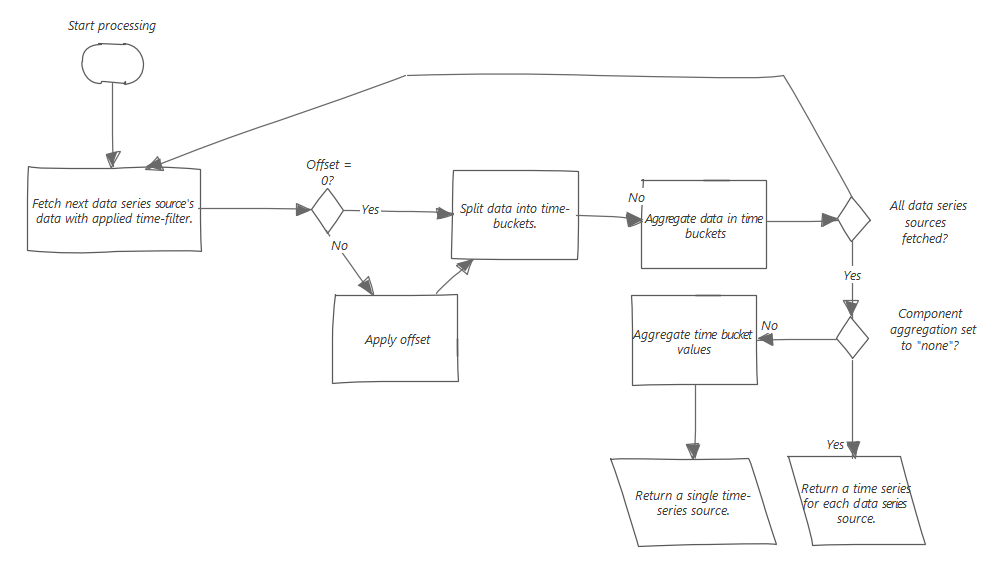 Start processing
Offset =
0?
Fetch next data series source's
data with applied time-filter.
Yes
Split data into time-
buckets.
No
Aggregate data in time
buckets
All data series
sources
fetched?
No
Yes
Apply offset
Aggregate time bucket
values
No
Component
aggregation set
to "none"?
Yes
Return a single time-
series source.
Return a time series
for each data series
source.